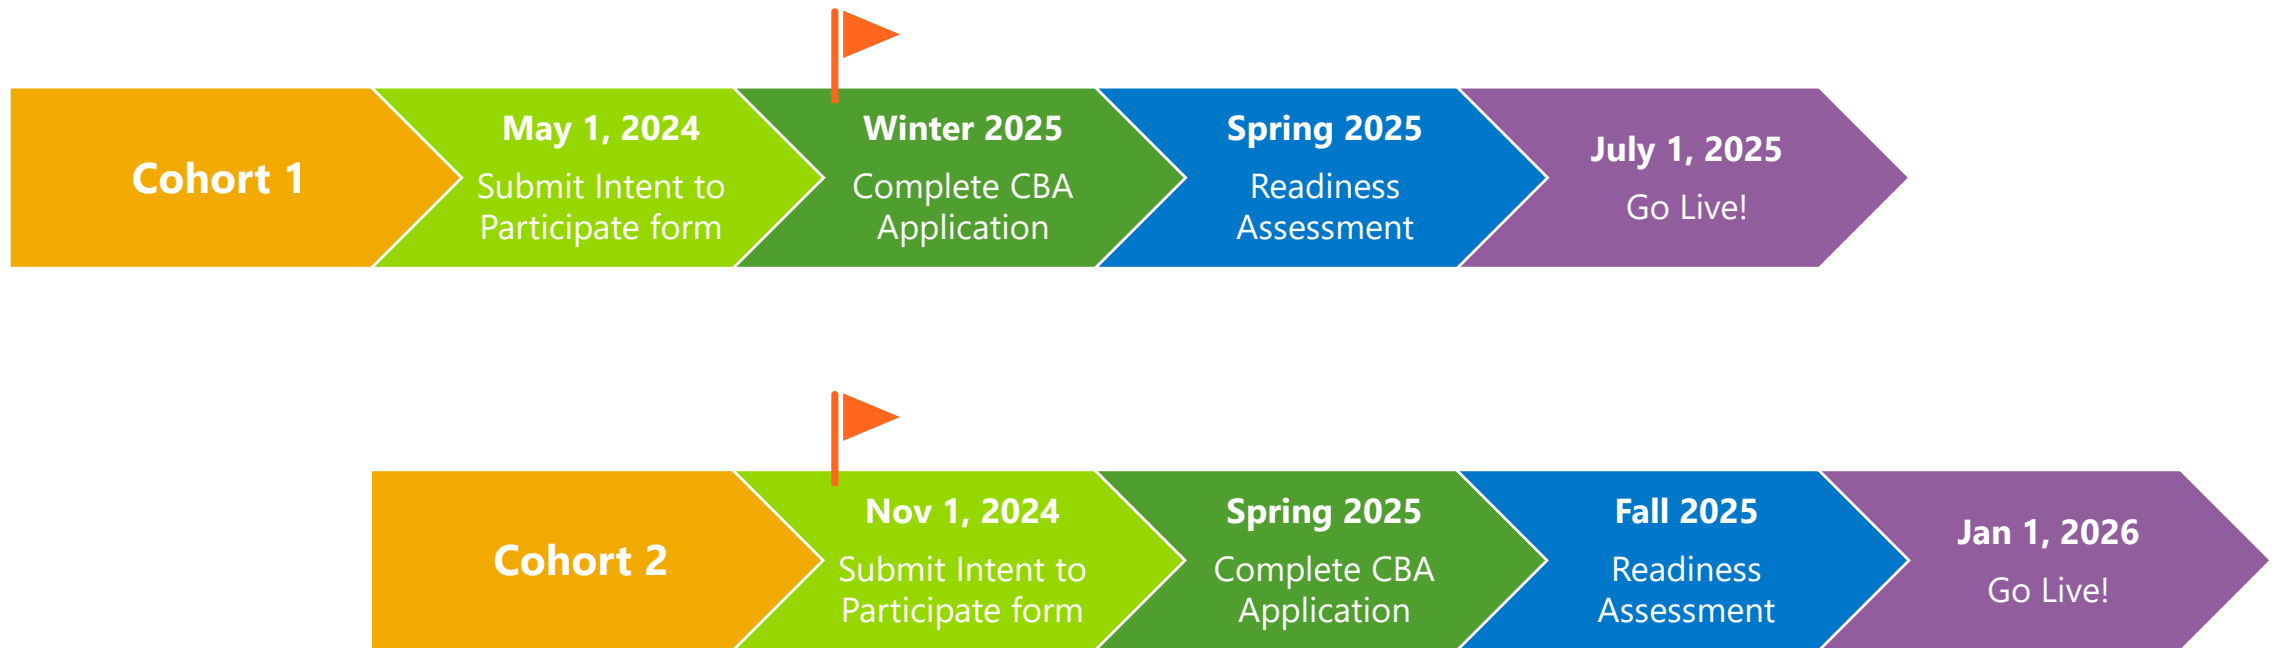 Cohort 1
May 1, 2024
Submit Intent to
Participate form
Winter 2025
Complete CBA
Application
Spring 2025
Readiness
Assessment
July 1, 2025
Go Live!
Cohort 2
Nov 1, 2024
Submit Intent to
Participate form
Spring 2025
Complete CBA
Application
Fall 2025
Readiness
Assessment
Jan 1, 2026
Go Live!